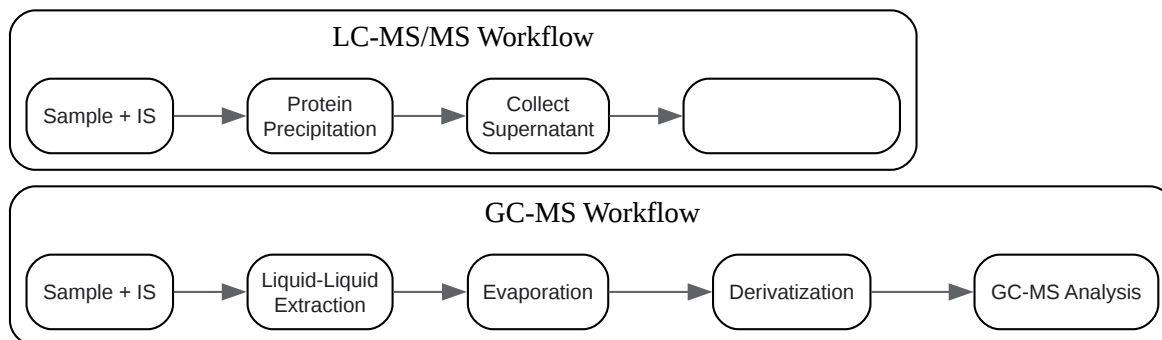 LC-MS/MS Workflow
Sample + IS
Protein
Precipitation
Collect
Supernatant
GC-MS Workflow
Sample + IS
Liquid-Liquid
Extraction
Evaporation
Derivatization
GC-MS Analysis